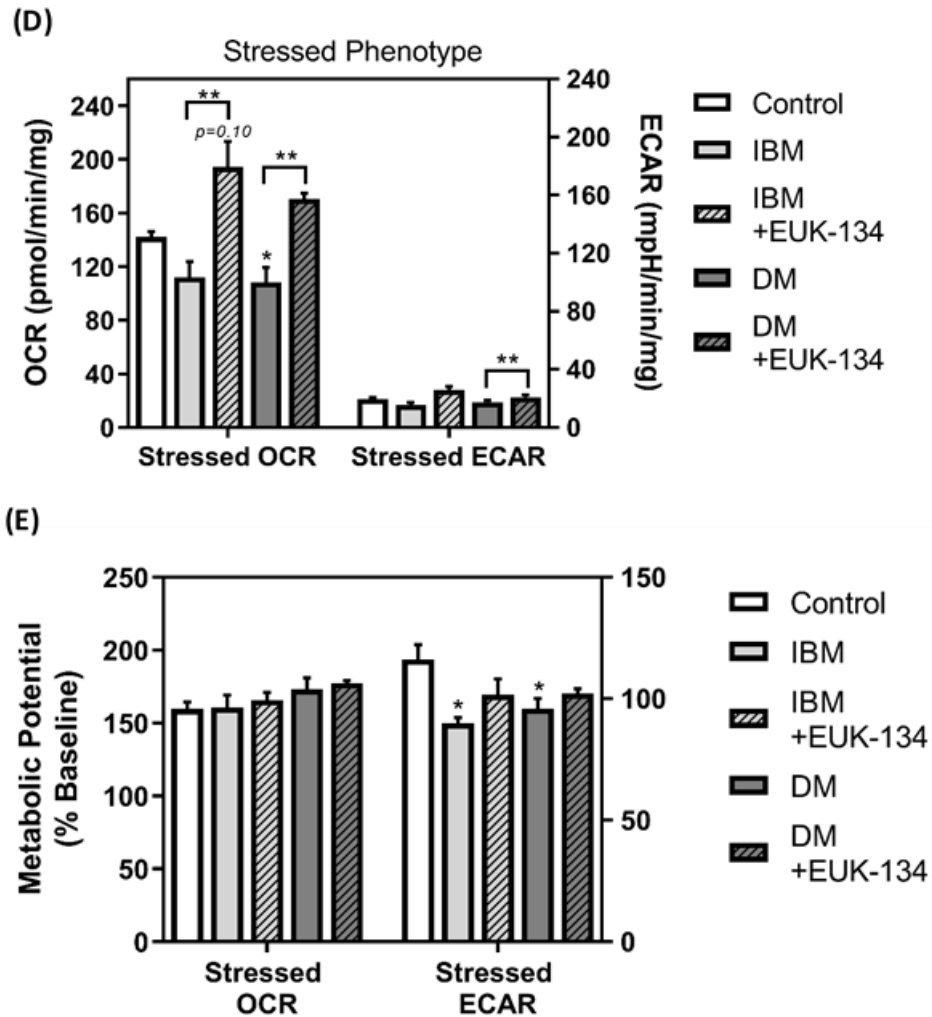 (D)
Stressed Phenotype
OCR (pmol/min/mg)
240
200
160
120
80
40
0
**
p=0.10
**
*
**
240
200
160
120
80
40
0
ECAR (mpH/min/mg)
Stressed OCR
Stressed ECAR
Control
IBM
IBM
+EUK-134
DM
DM
+EUK-134
(E)
Metabolic Potential
(% Baseline)
250
200
150
100
50
0
*
*
150
100
50
0
Stressed
OCR
Stressed
ECAR
Control
IBM
IBM
+EUK-134
DM
DM
+EUK-134